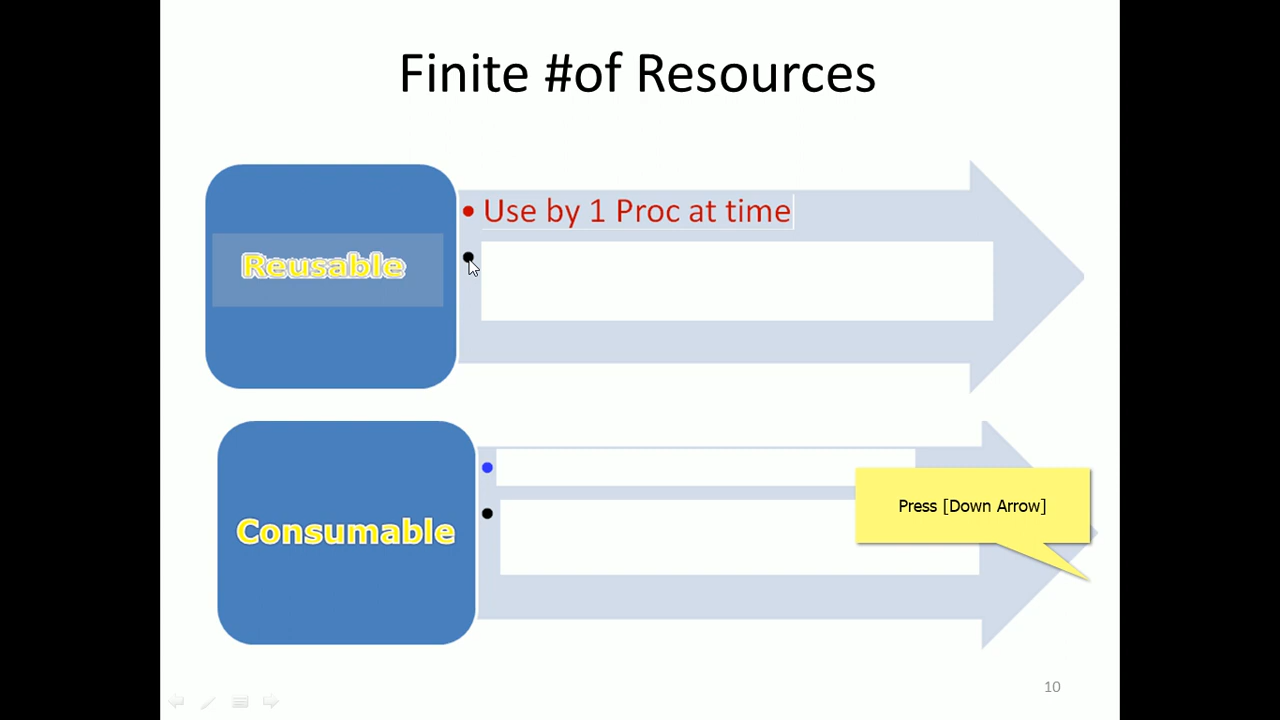 Finite #of Resources
Reusable
• Use by 1 Proc at time
•
Consumable
•
•
Press [Down Arrow]
10